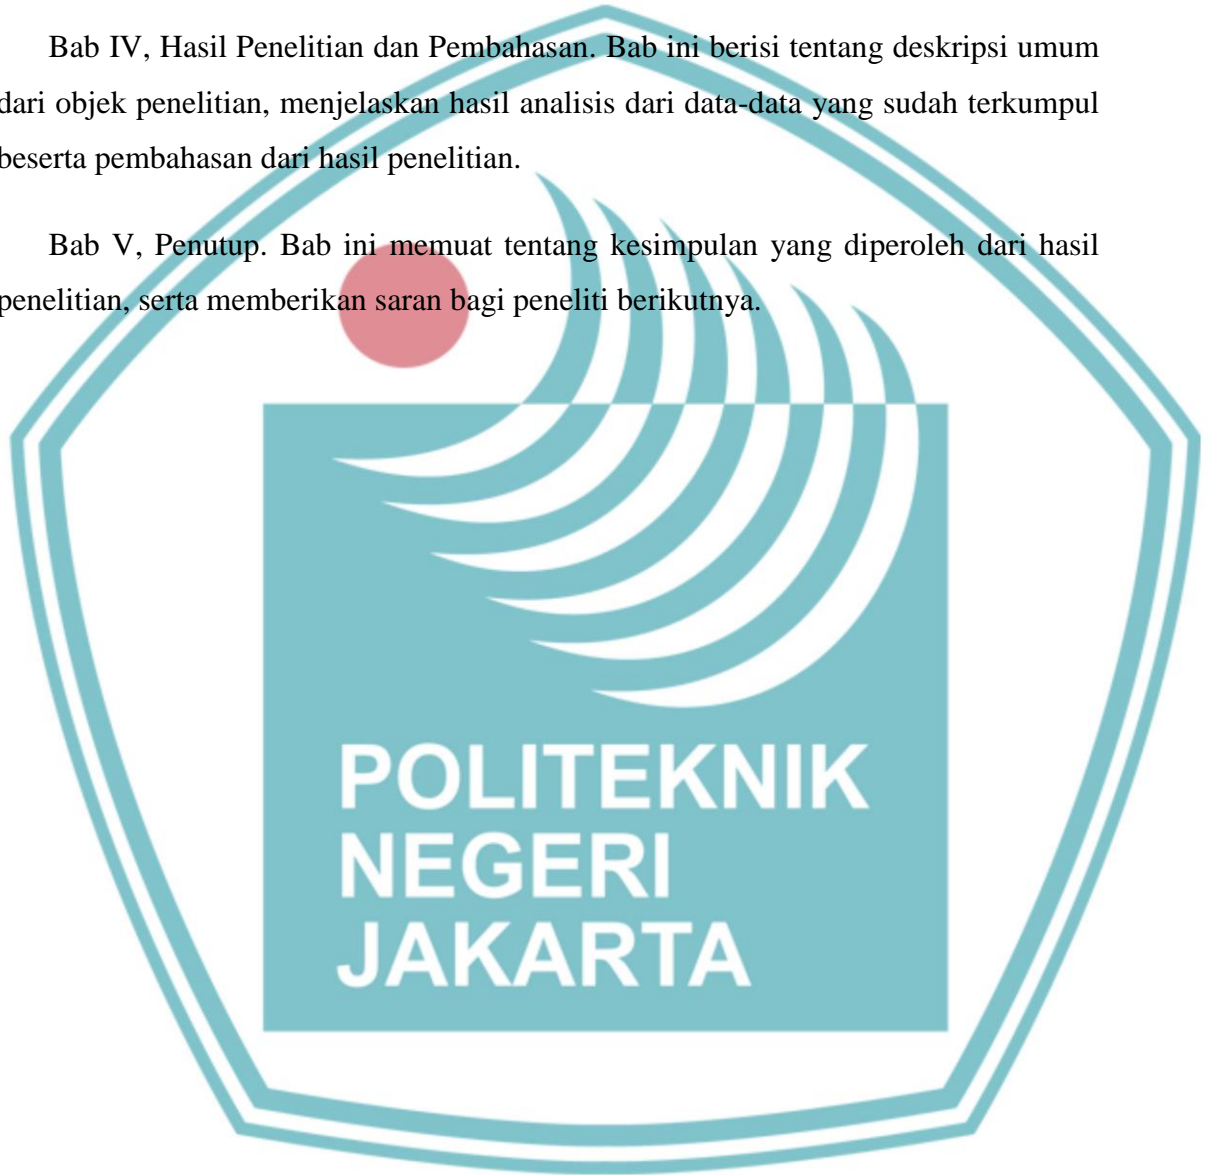 Bab IV, Hasil Penelitian dan Pembahasan. Bab ini berisi tentang deskripsi umum
dari objek penelitian, menjelaskan hasil analisis dari data-data yang sudah terkumpul
beserta pembahasan dari hasil penelitian.
Bab V, Penutup. Bab ini memuat tentang kesimpulan yang diperoleh dari hasil
penelitian, serta memberikan saran bagi peneliti berikutnya.
POLITEKNIK
NEGERI
JAKARTA